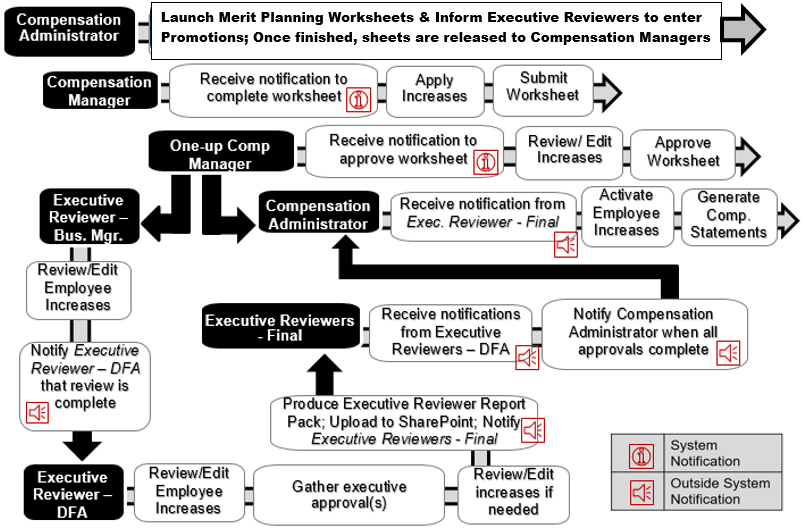 Compensation
Administrator
Launch Merit Planning Worksheets & Inform Executive Reviewers to enter
Promotions; Once finished, sheets are released to Compensation Managers
Compensation
Manager
Receive notification to
complete worksheet
Apply
Increases
Submit
Worksheet
One-up Comp
Manager
Receive notification to
approve worksheet
Review/ Edit
Increases
Approve
Worksheet
Executive
Reviewer –
Bus. Mgr.
Compensation
Administrator
Receive notification from
Exec. Reviewer - Final
Activate
Employee
Increases
Generate
Comp.
Statements
Review/Edit
Employee
Increases
Notify Executive
Reviewer – DFA
that review is
complete
Executive Reviewers
- Final
Receive notifications
from Executive
Reviewers – DFA
Notify Compensation
Administrator when all
approvals complete
Produce Executive Reviewer Report
Pack; Upload to SharePoint; Notify
Executive Reviewers - Final
Executive
Reviewer –
DFA
Review/Edit
Employee
Increases
Gather executive
approval(s)
Review/Edit
increases if
needed
System
Notification
Outside System
Notification